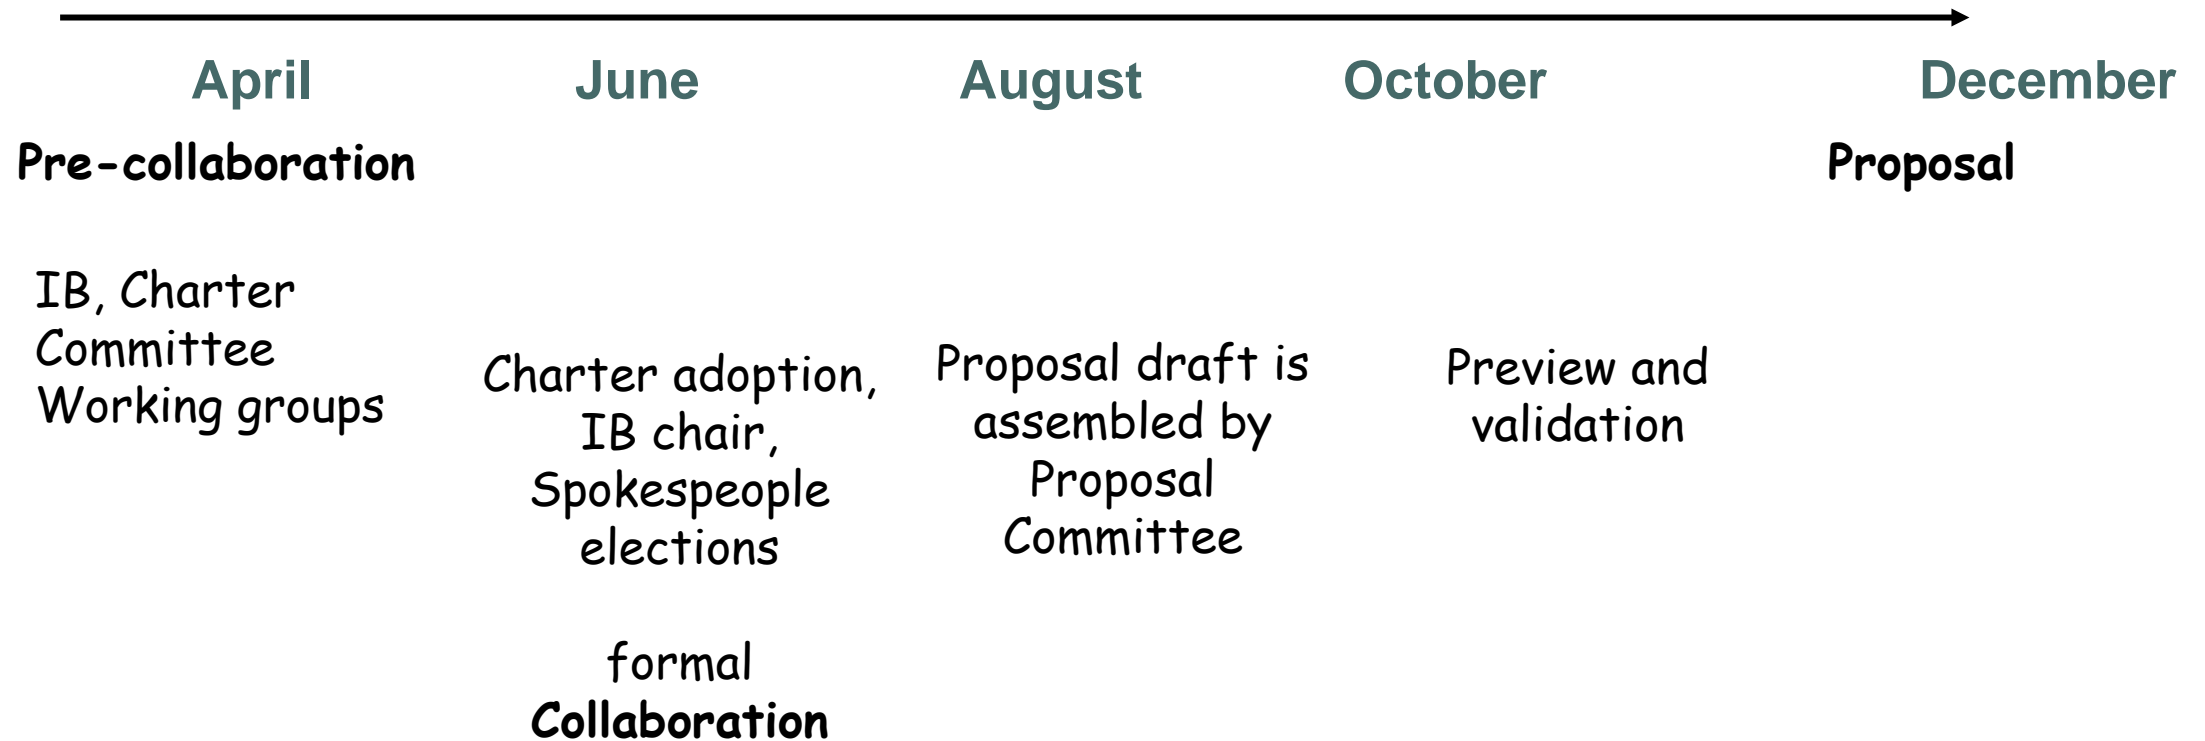 April June August October December
Pre-collaboration Proposal
IB, Charter
Committee
Working groups
Charter adoption,
IB chair,
Spokespeople
elections
formal
Collaboration
Proposal draft is
assembled by
Proposal
Committee
Preview and
validation